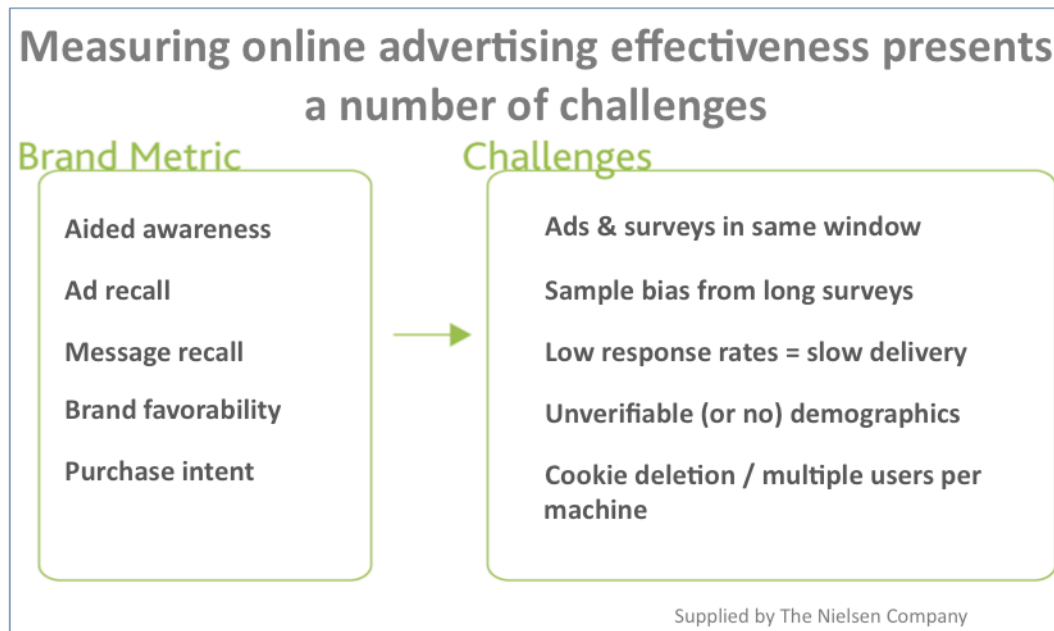 Measuring online advertising effectiveness presents
a number of challenges
Brand Metric
Aided awareness
Ad recall
Message recall
Brand favorability
Purchase intent
Challenges
Ads & surveys in same window
Sample bias from long surveys
Low response rates = slow delivery
Unverifiable (or no) demographics
Cookie deletion / multiple users per
machine
Supplied by The Nielsen Company